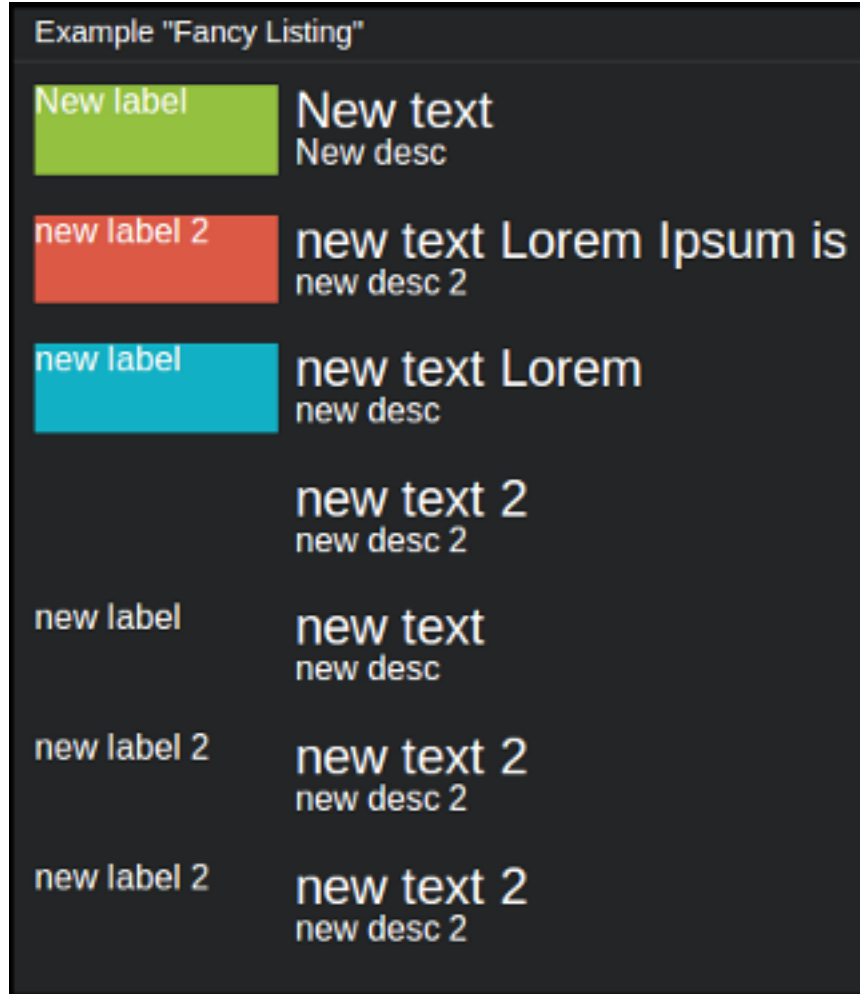 Example "Fancy Listing"
New label
New text
New desc
new label 2
new text Lorem Ipsum is
new desc 2
new label
new text Lorem
new desc
new text 2
new desc 2
new label
new text
new desc
new label 2
new text 2
new desc 2
new label 2
new text 2
new desc 2